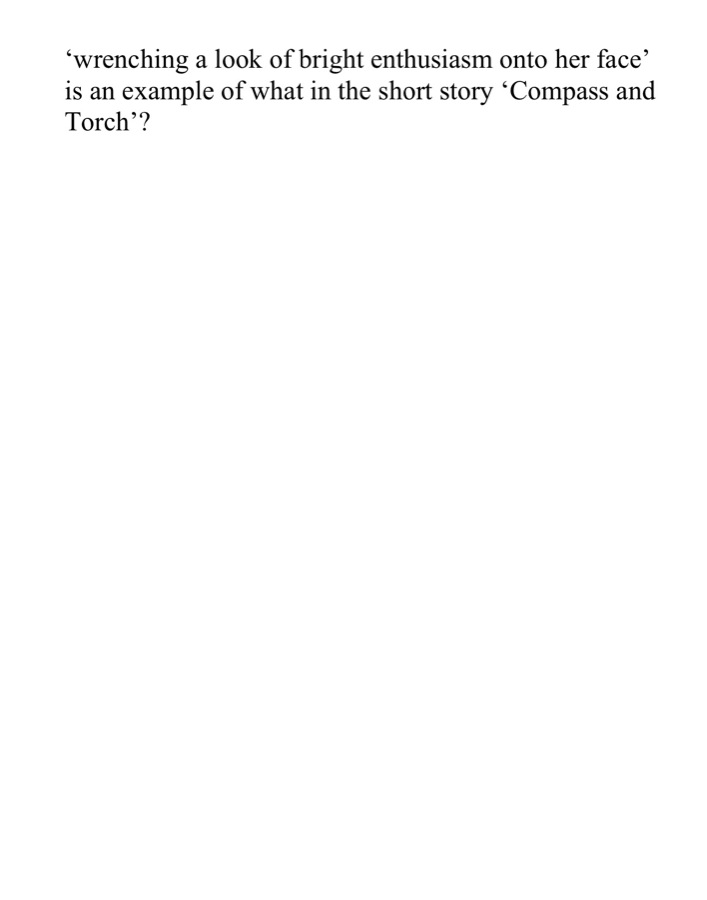 ‘wrenching a look of bright enthusiasm onto her face’
is an example of what in the short story ‘Compass and
Torch’?